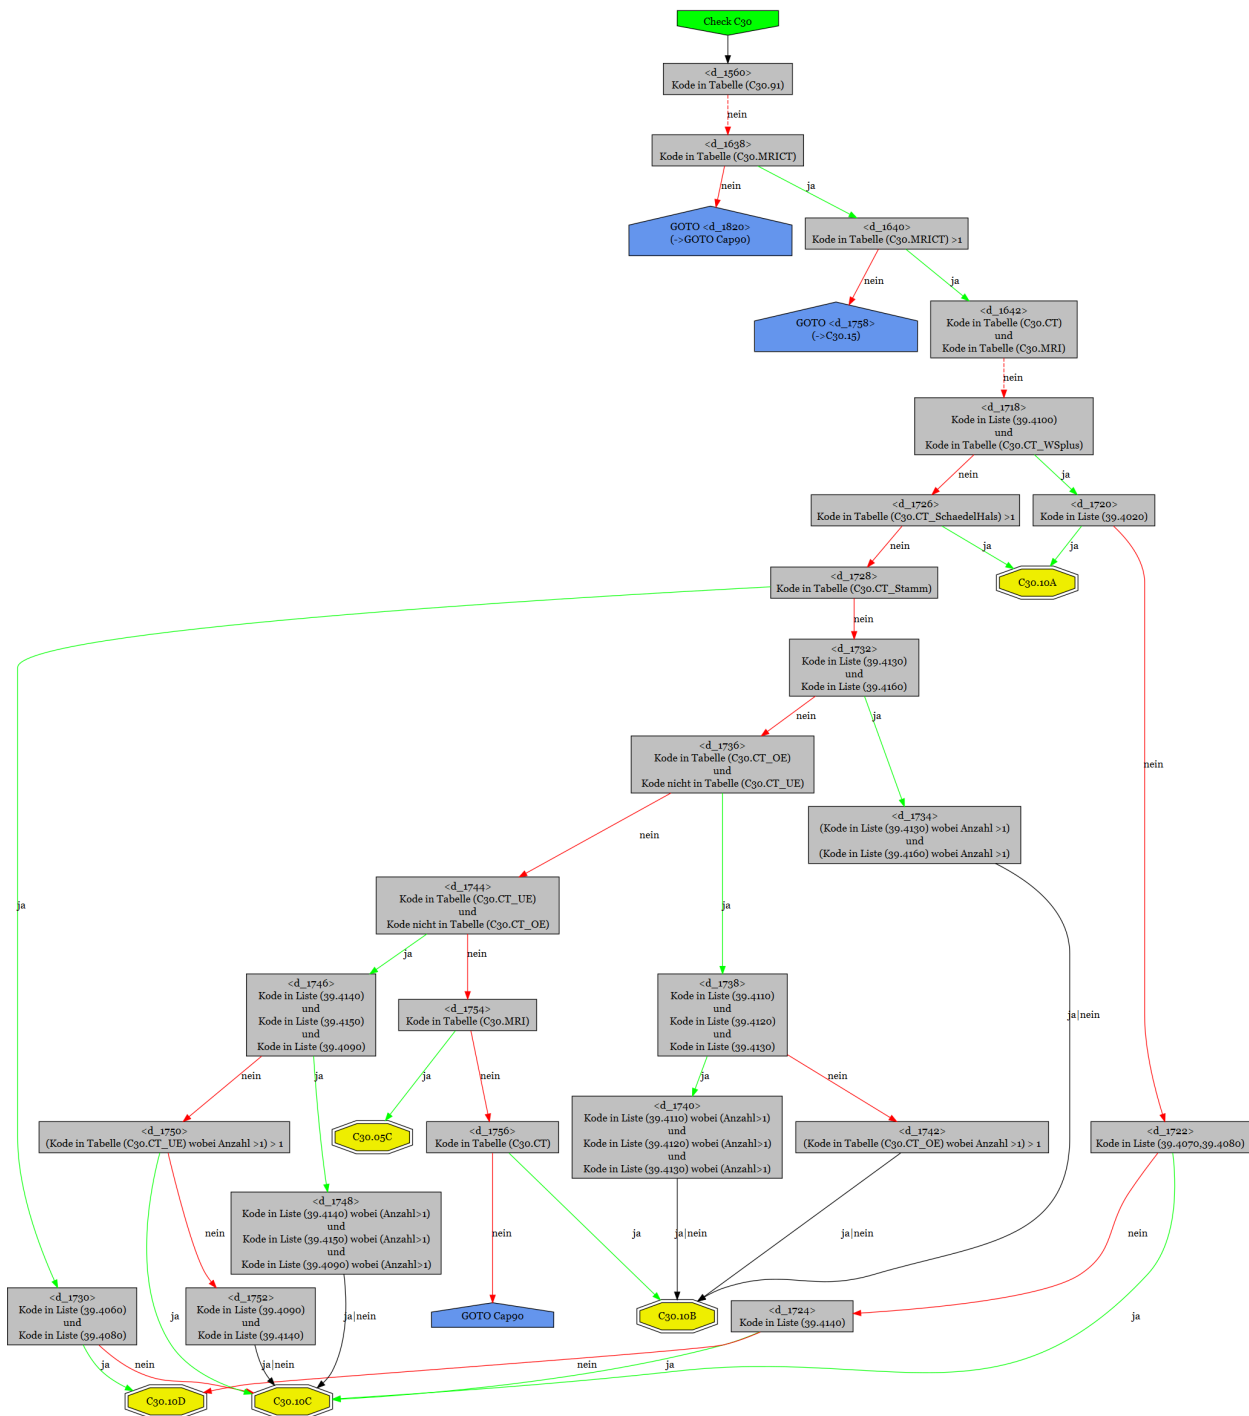 Check C30
<d_1560>
Kode in Tabelle (C30.91)
nein
<d_1638>
Kode in Tabelle (C30.MRICT)
nein
ja
GOTO <d_1820>
(->GOTO Cap90)
<d_1640>
Kode in Tabelle (C30.MRICT) >1
nein
ja
GOTO <d_1758>
(->C30.15)
<d_1642>
Kode in Tabelle (C30.CT)
und
Kode in Tabelle (C30.MRI)
nein
<d_1718>
Kode in Liste (39.4100)
und
Kode in Tabelle (C30.CT_WSplus)
nein
ja
<d_1726>
Kode in Tabelle (C30.CT_SchaedelHals) >1
<d_1720>
Kode in Liste (39.4020)
nein
ja
ja
<d_1728>
Kode in Tabelle (C30.CT_Stamm)
C30.10A
nein
<d_1732>
Kode in Liste (39.4130)
und
Kode in Liste (39.4160)
nein
ja
<d_1736>
Kode in Tabelle (C30.CT_OE)
und
Kode nicht in Tabelle (C30.CT_UE)
nein
<d_1734>
(Kode in Liste (39.4130) wobei Anzahl >1)
und
(Kode in Liste (39.4160) wobei Anzahl >1)
nein
<d_1744>
Kode in Tabelle (C30.CT_UE)
und
Kode nicht in Tabelle (C30.CT_OE)
ja
ja
ja
nein
<d_1746>
Kode in Liste (39.4140)
und
Kode in Liste (39.4150)
und
Kode in Liste (39.4090)
<d_1754>
Kode in Tabelle (C30.MRI)
<d_1738>
Kode in Liste (39.4110)
und
Kode in Liste (39.4120)
und
Kode in Liste (39.4130)
ja|nein
nein
ja
ja
nein
ja
nein
<d_1750>
(Kode in Tabelle (C30.CT_UE) wobei Anzahl >1) > 1
C30.05C
<d_1756>
Kode in Tabelle (C30.CT)
<d_1740>
Kode in Liste (39.4110) wobei (Anzahl>1)
und
Kode in Liste (39.4120) wobei (Anzahl>1)
und
Kode in Liste (39.4130) wobei (Anzahl>1)
<d_1742>
(Kode in Tabelle (C30.CT_OE) wobei Anzahl >1) > 1
<d_1722>
Kode in Liste (39.4070,39.4080)
<d_1748>
Kode in Liste (39.4140) wobei (Anzahl>1)
und
Kode in Liste (39.4150) wobei (Anzahl>1)
und
Kode in Liste (39.4090) wobei (Anzahl>1)
nein
nein
ja
ja|nein
ja|nein
nein
<d_1730>
Kode in Liste (39.4060)
und
Kode in Liste (39.4080)
<d_1752>
Kode in Liste (39.4090)
und
Kode in Liste (39.4140)
ja|nein
GOTO Cap90
C30.10B
<d_1724>
Kode in Liste (39.4140)
ja
ja
ja
nein
ja|nein
nein
ja
C30.10D
C30.10C